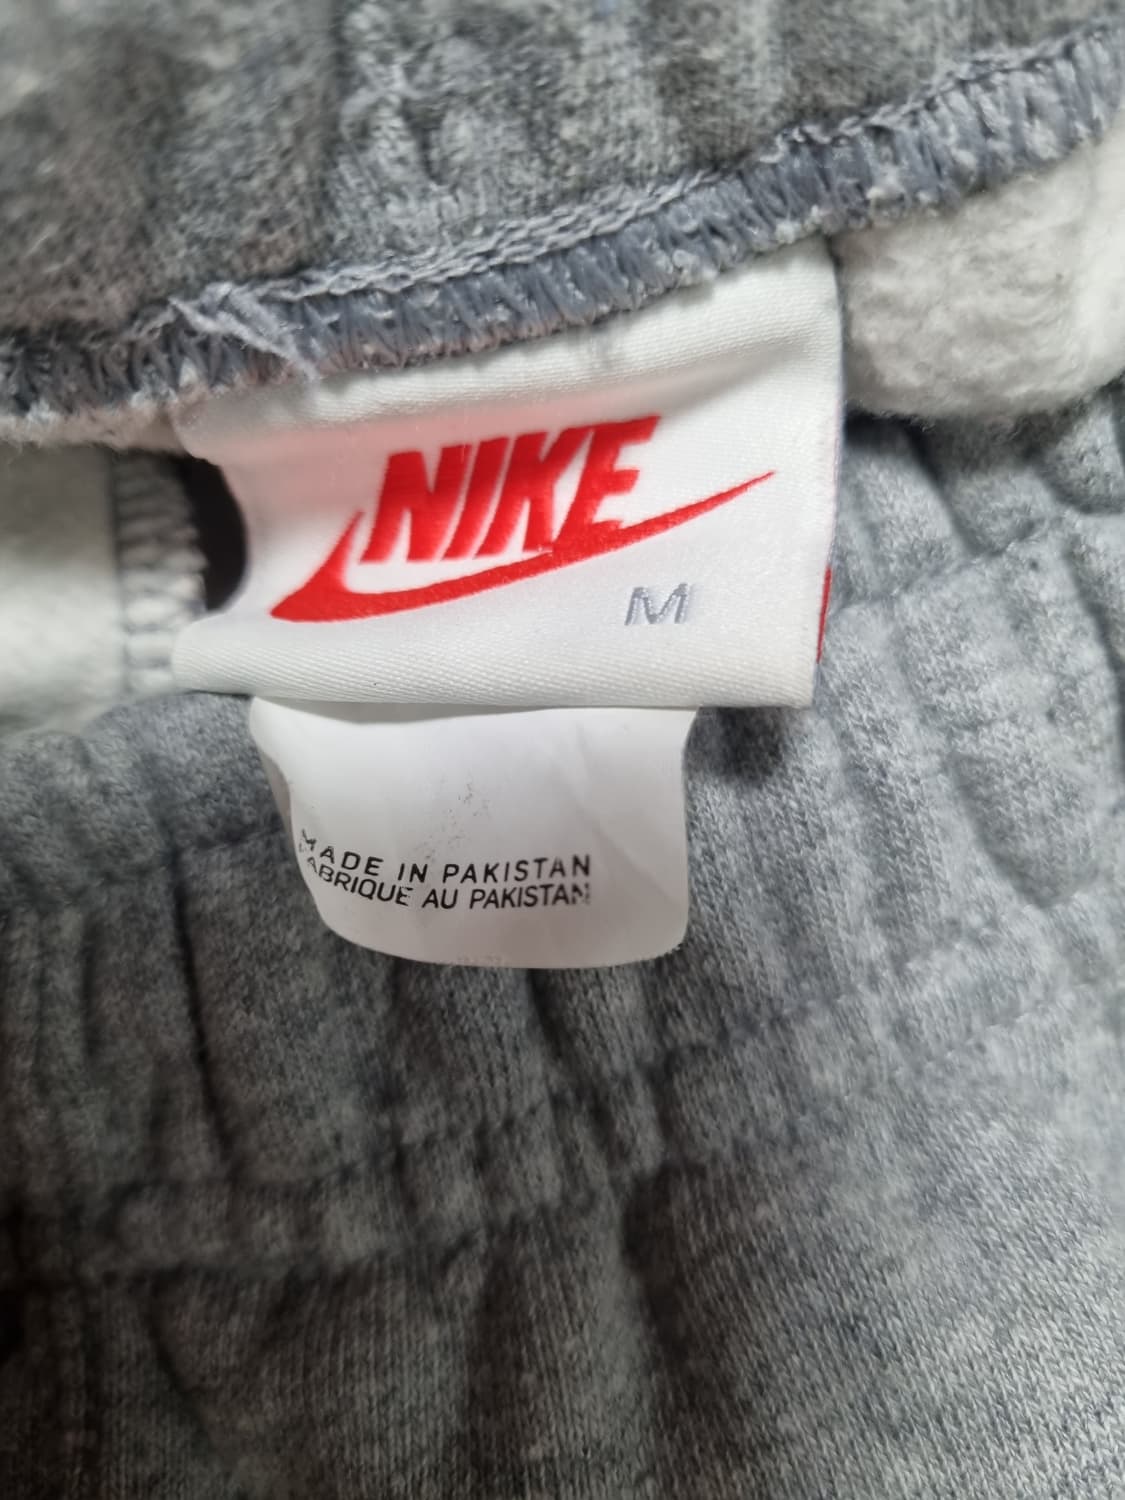 NIKE
M
MADE IN PAKISTAN
FABRIQUE AU PAKISTAN